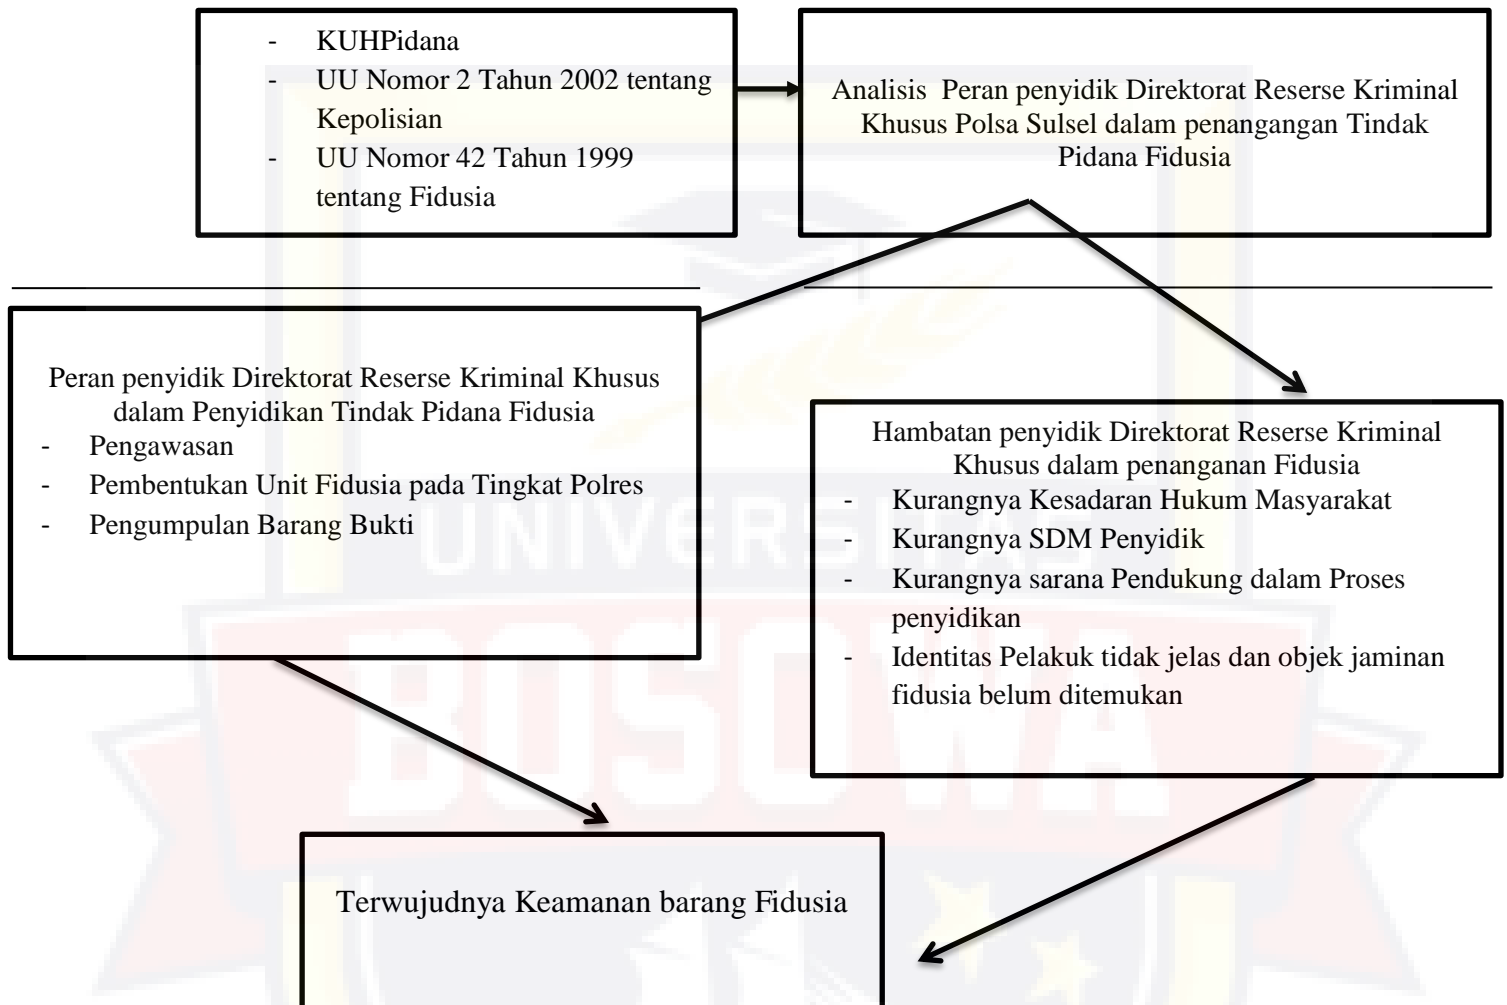 - KUHPidana
- UU Nomor 2 Tahun 2002 tentang
Kepolisian
- UU Nomor 42 Tahun 1999
tentang Fidusia
Analisis Peran penyidik Direktorat Reserse Kriminal
Khusus Polsa Sulsel dalam penangangan Tindak
Pidana Fidusia
Peran penyidik Direktorat Reserse Kriminal Khusus
dalam Penyidikan Tindak Pidana Fidusia
- Pengawasan
- Pembentukan Unit Fidusia pada Tingkat Polres
- Pengumpulan Barang Bukti
Hambatan penyidik Direktorat Reserse Kriminal
Khusus dalam penanganan Fidusia
- Kurangnya Kesadaran Hukum Masyarakat
- Kurangnya SDM Penyidik
- Kurangnya sarana Pendukung dalam Proses
penyidikan
- Identitas Pelakuk tidak jelas dan objek jaminan
fidusia belum ditemukan
Terwujudnya Keamanan barang Fidusia
UNIVERSITAS
BOSOWA